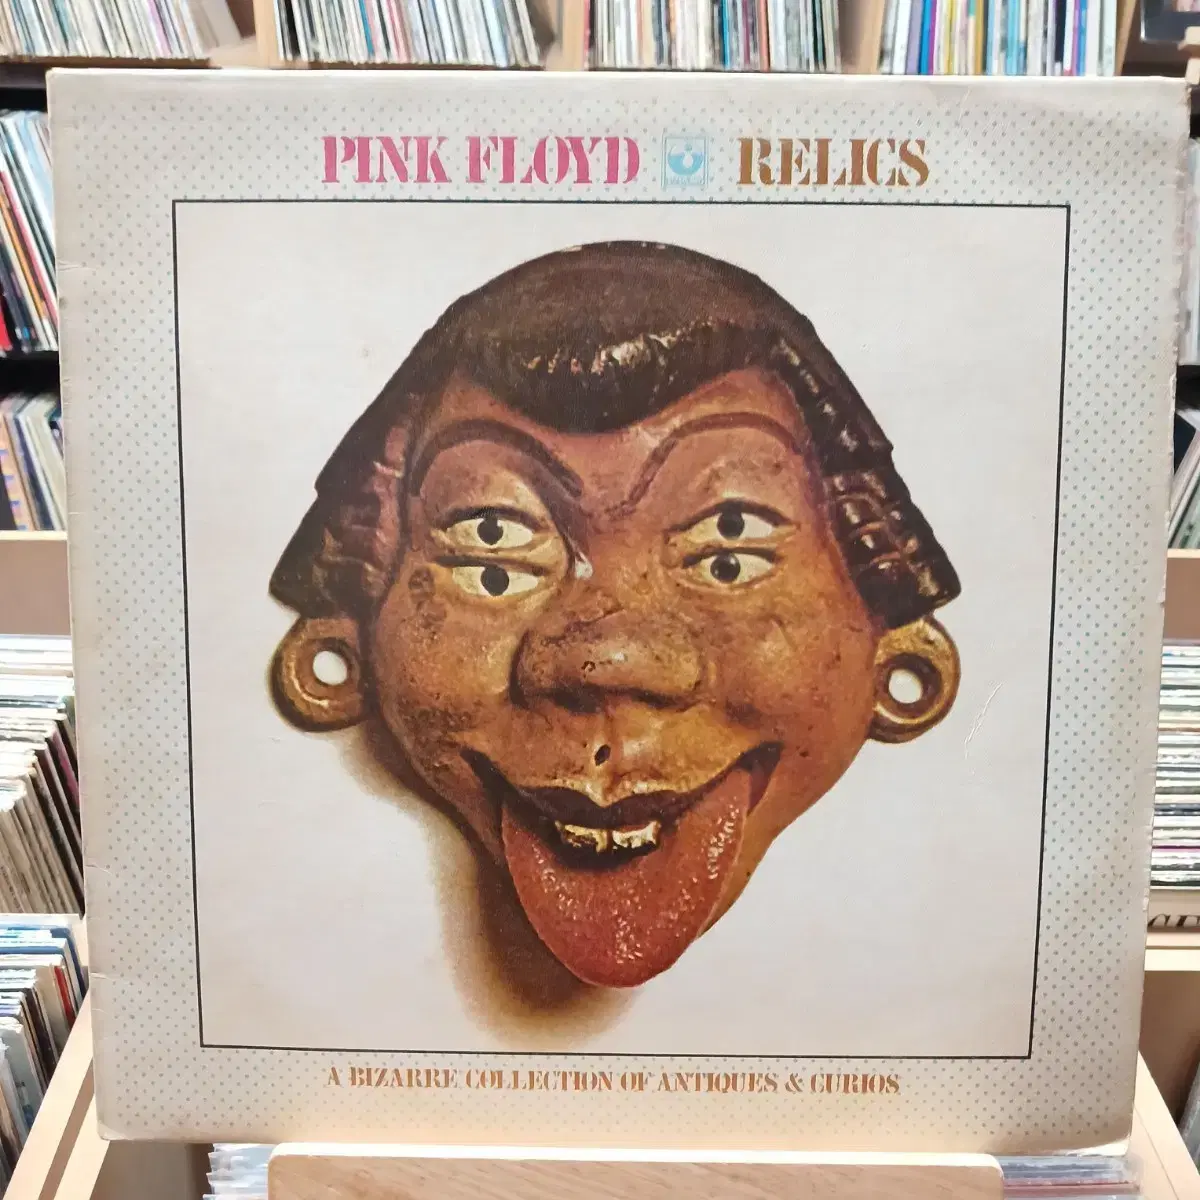 PINK FLOYD RELICS
A BIZARRE COLLECTION OF ANTIQUES & CURIOS